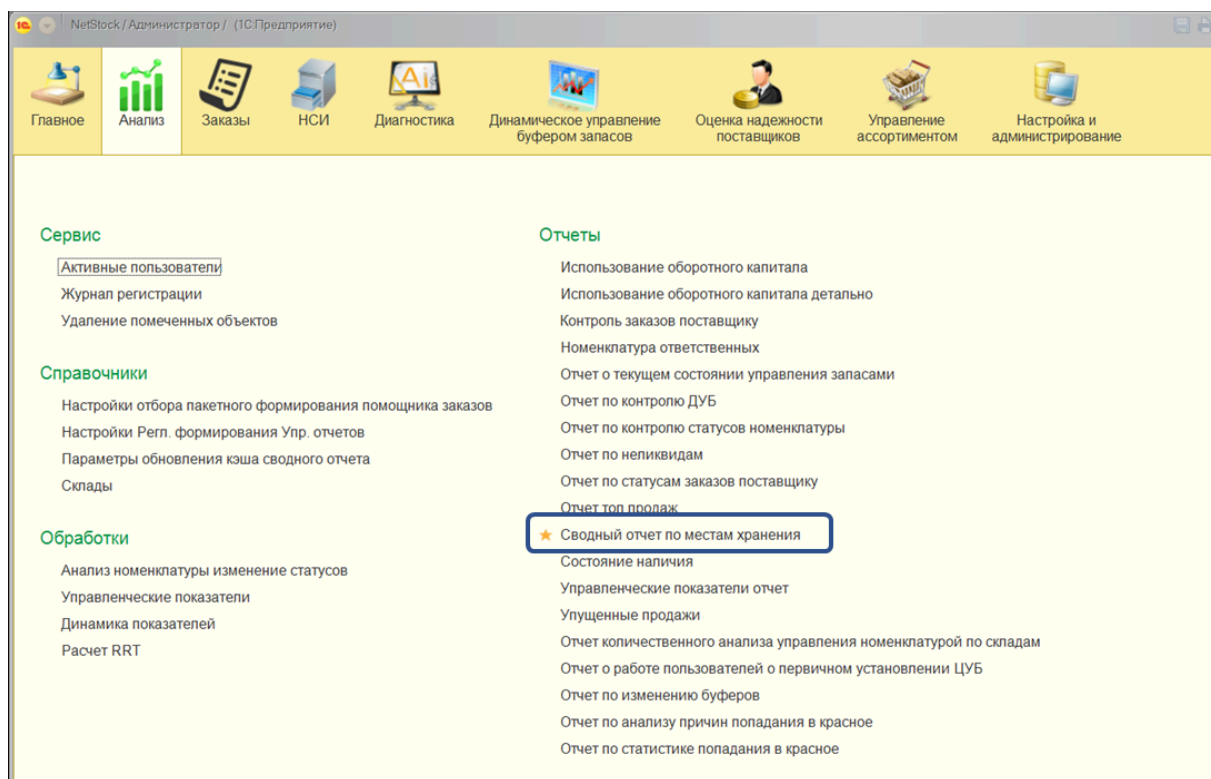 1С NetStock / Администратор / (1С:Предприятие)
Главное
Анализ
Заказы
НСИ
Диагностика
Динамическое управление
буфером запасов
Оценка надежности
поставщиков
Управление
ассортиментом
Настройка и
администрирование
Сервис
Активные пользователи
Журнал регистрации
Удаление помеченных объектов
Справочники
Настройки отбора пакетного формирования помощника заказов
Настройки Регл. формирования Упр. отчетов
Параметры обновления кэша сводного отчета
Склады
Обработки
Анализ номенклатуры изменение статусов
Управленческие показатели
Динамика показателей
Расчет RRT
Отчеты
Использование оборотного капитала
Использование оборотного капитала детально
Контроль заказов поставщику
Номенклатура ответственных
Отчет о текущем состоянии управления запасами
Отчет по контролю ДУБ
Отчет по контролю статусов номенклатуры
Отчет по неликвидам
Отчет по статусам заказов поставщику
Отчет топ продаж
Сводный отчет по местам хранения
Состояние наличия
Управленческие показатели отчет
Упущенные продажи
Отчет количественного анализа управления номенклатурой по складам
Отчет о работе пользователей о первичном установлении ЦУБ
Отчет по изменению буферов
Отчет по анализу причин попадания в красное
Отчет по статистике попадания в красное